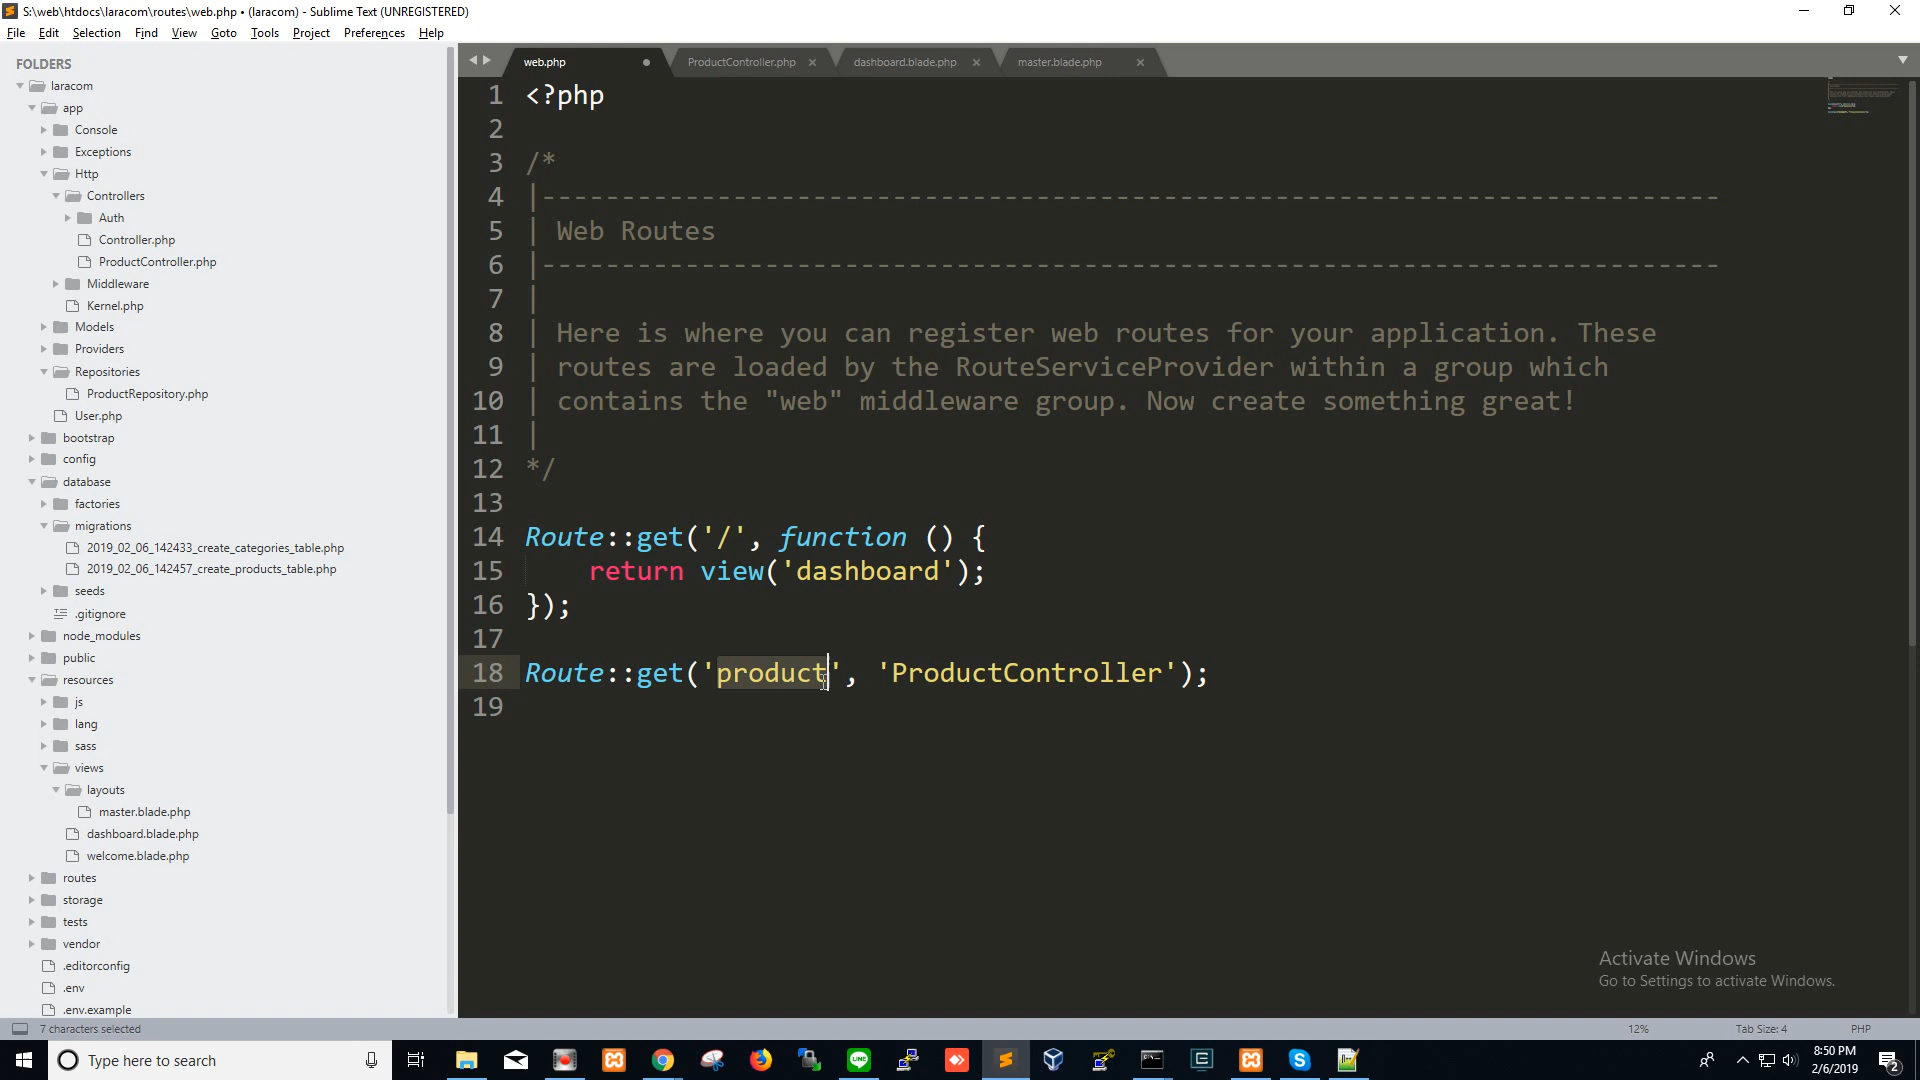 S:\web\htdocs\laracom\routes\web.php • (laracom) - Sublime Text (UNREGISTERED)
File Edit Selection Find View Goto Tools Project Preferences Help
FOLDERS
laracom
app
Console
Exceptions
Http
Controllers
Auth
Controller.php
ProductController.php
Middleware
Kernel.php
Models
Providers
Repositories
ProductRepository.php
User.php
bootstrap
config
database
factories
migrations
2019_02_06_142433_create_categories_table.php
2019_02_06_142457_create_products_table.php
seeds
.gitignore
node_modules
public
resources
js
lang
sass
views
layouts
master.blade.php
dashboard.blade.php
welcome.blade.php
routes
storage
tests
vendor
.editorconfig
.env
.env.example
web.php ProductController.php dashboard.blade.php master.blade.php
1 <?php
2
3 /*
4 |--------------------------------------------------------------------------
5 | Web Routes
6 |--------------------------------------------------------------------------
7 |
8 | Here is where you can register web routes for your application. These
9 | routes are loaded by the RouteServiceProvider within a group which
10 | contains the "web" middleware group. Now create something great!
11 |
12 */
13
14 Route::get('/', function () {
15 return view('dashboard');
16 });
17
18 Route::get('product', 'ProductController');
19
Activate Windows
Go to Settings to activate Windows.
7 characters selected 12% Tab Size: 4 PHP
Type here to search
8:50 PM
2/6/2019
2